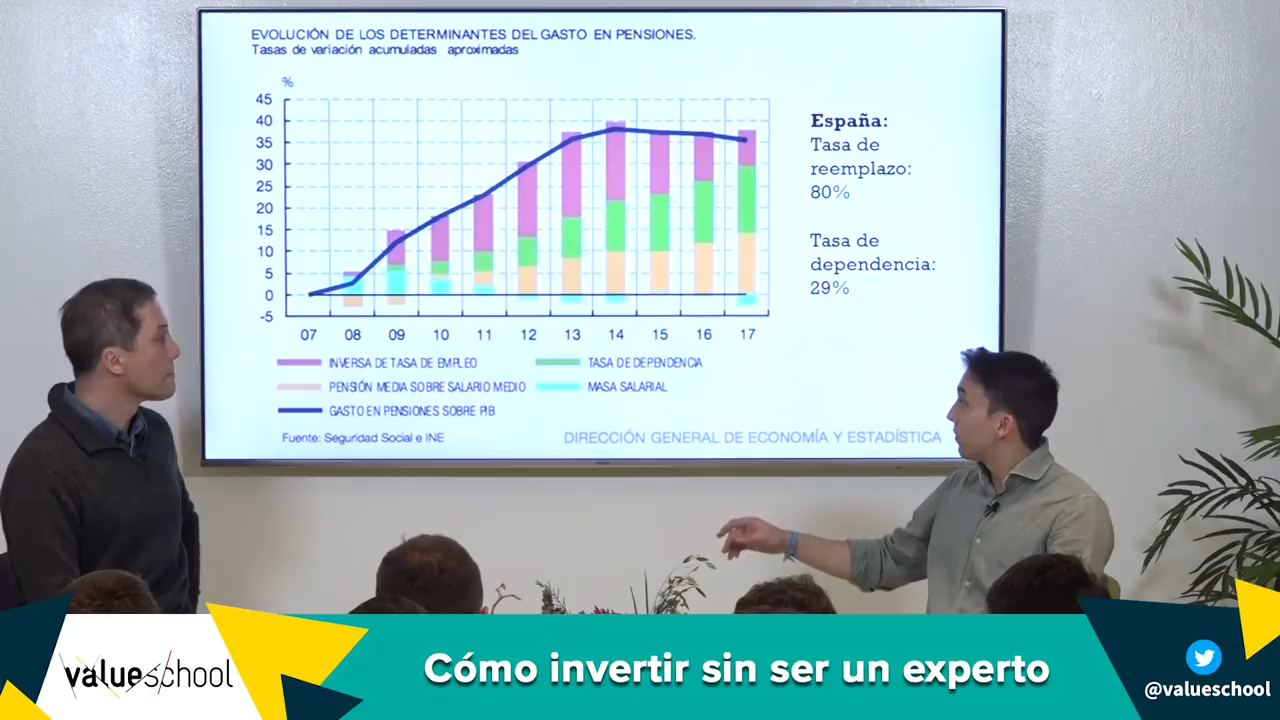 EVOLUCIÓN DE LOS DETERMINANTES DEL GASTO EN PENSIONES.
Tasas de variación acumuladas aproximadas
%
45
40
35
30
25
20
15
10
5
0
-5
07 08 09 10 11 12 13 14 15 16 17
INVERSA DE TASA DE EMPLEO
TASA DE DEPENDENCIA
PENSIÓN MEDIA SOBRE SALARIO MEDIO
MASA SALARIAL
GASTO EN PENSIONES SOBRE PIB
Fuente: Seguridad Social e INE
DIRECCIÓN GENERAL DE ECONOMÍA Y ESTADÍSTICA
España:
Tasa de
reemplazo:
80%
Tasa de
dependencia:
29%
valueschool
Cómo invertir sin ser un experto
@valueschool